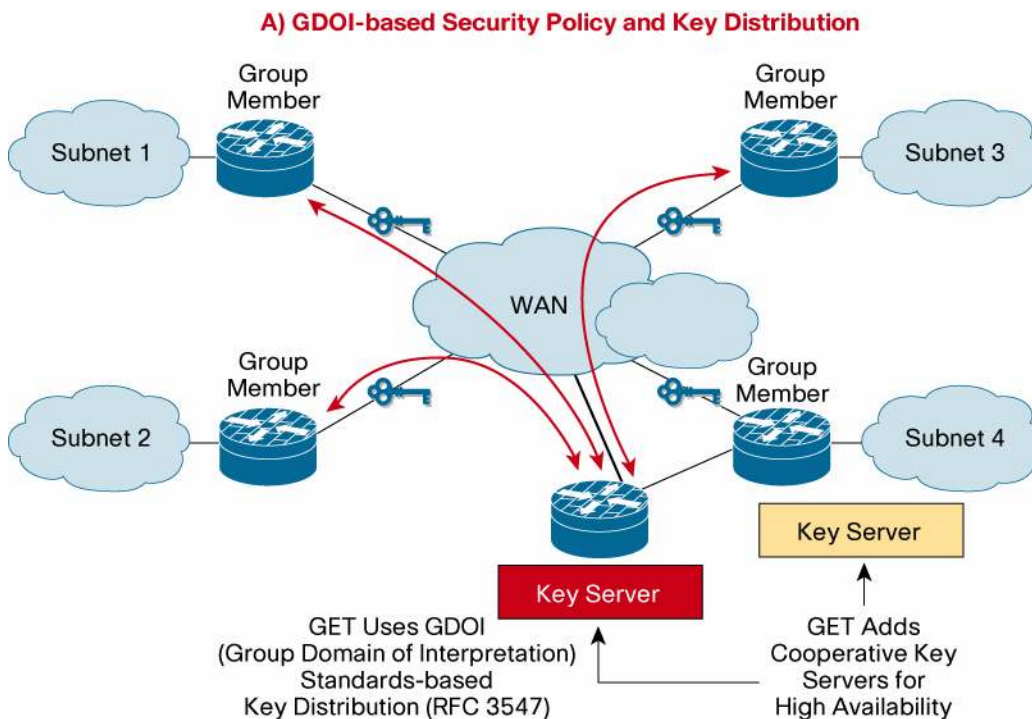 A) GDOI-based Security Policy and Key Distribution
Group
Member
Group
Member
Subnet 1
Subnet 3
WAN
Group
Member
Group
Member
Subnet 2
Subnet 4
Key Server
Key Server
GET Uses GDOI
(Group Domain of Interpretation)
Standards-based
Key Distribution (RFC 3547)
GET Adds
Cooperative Key
Servers for
High Availability